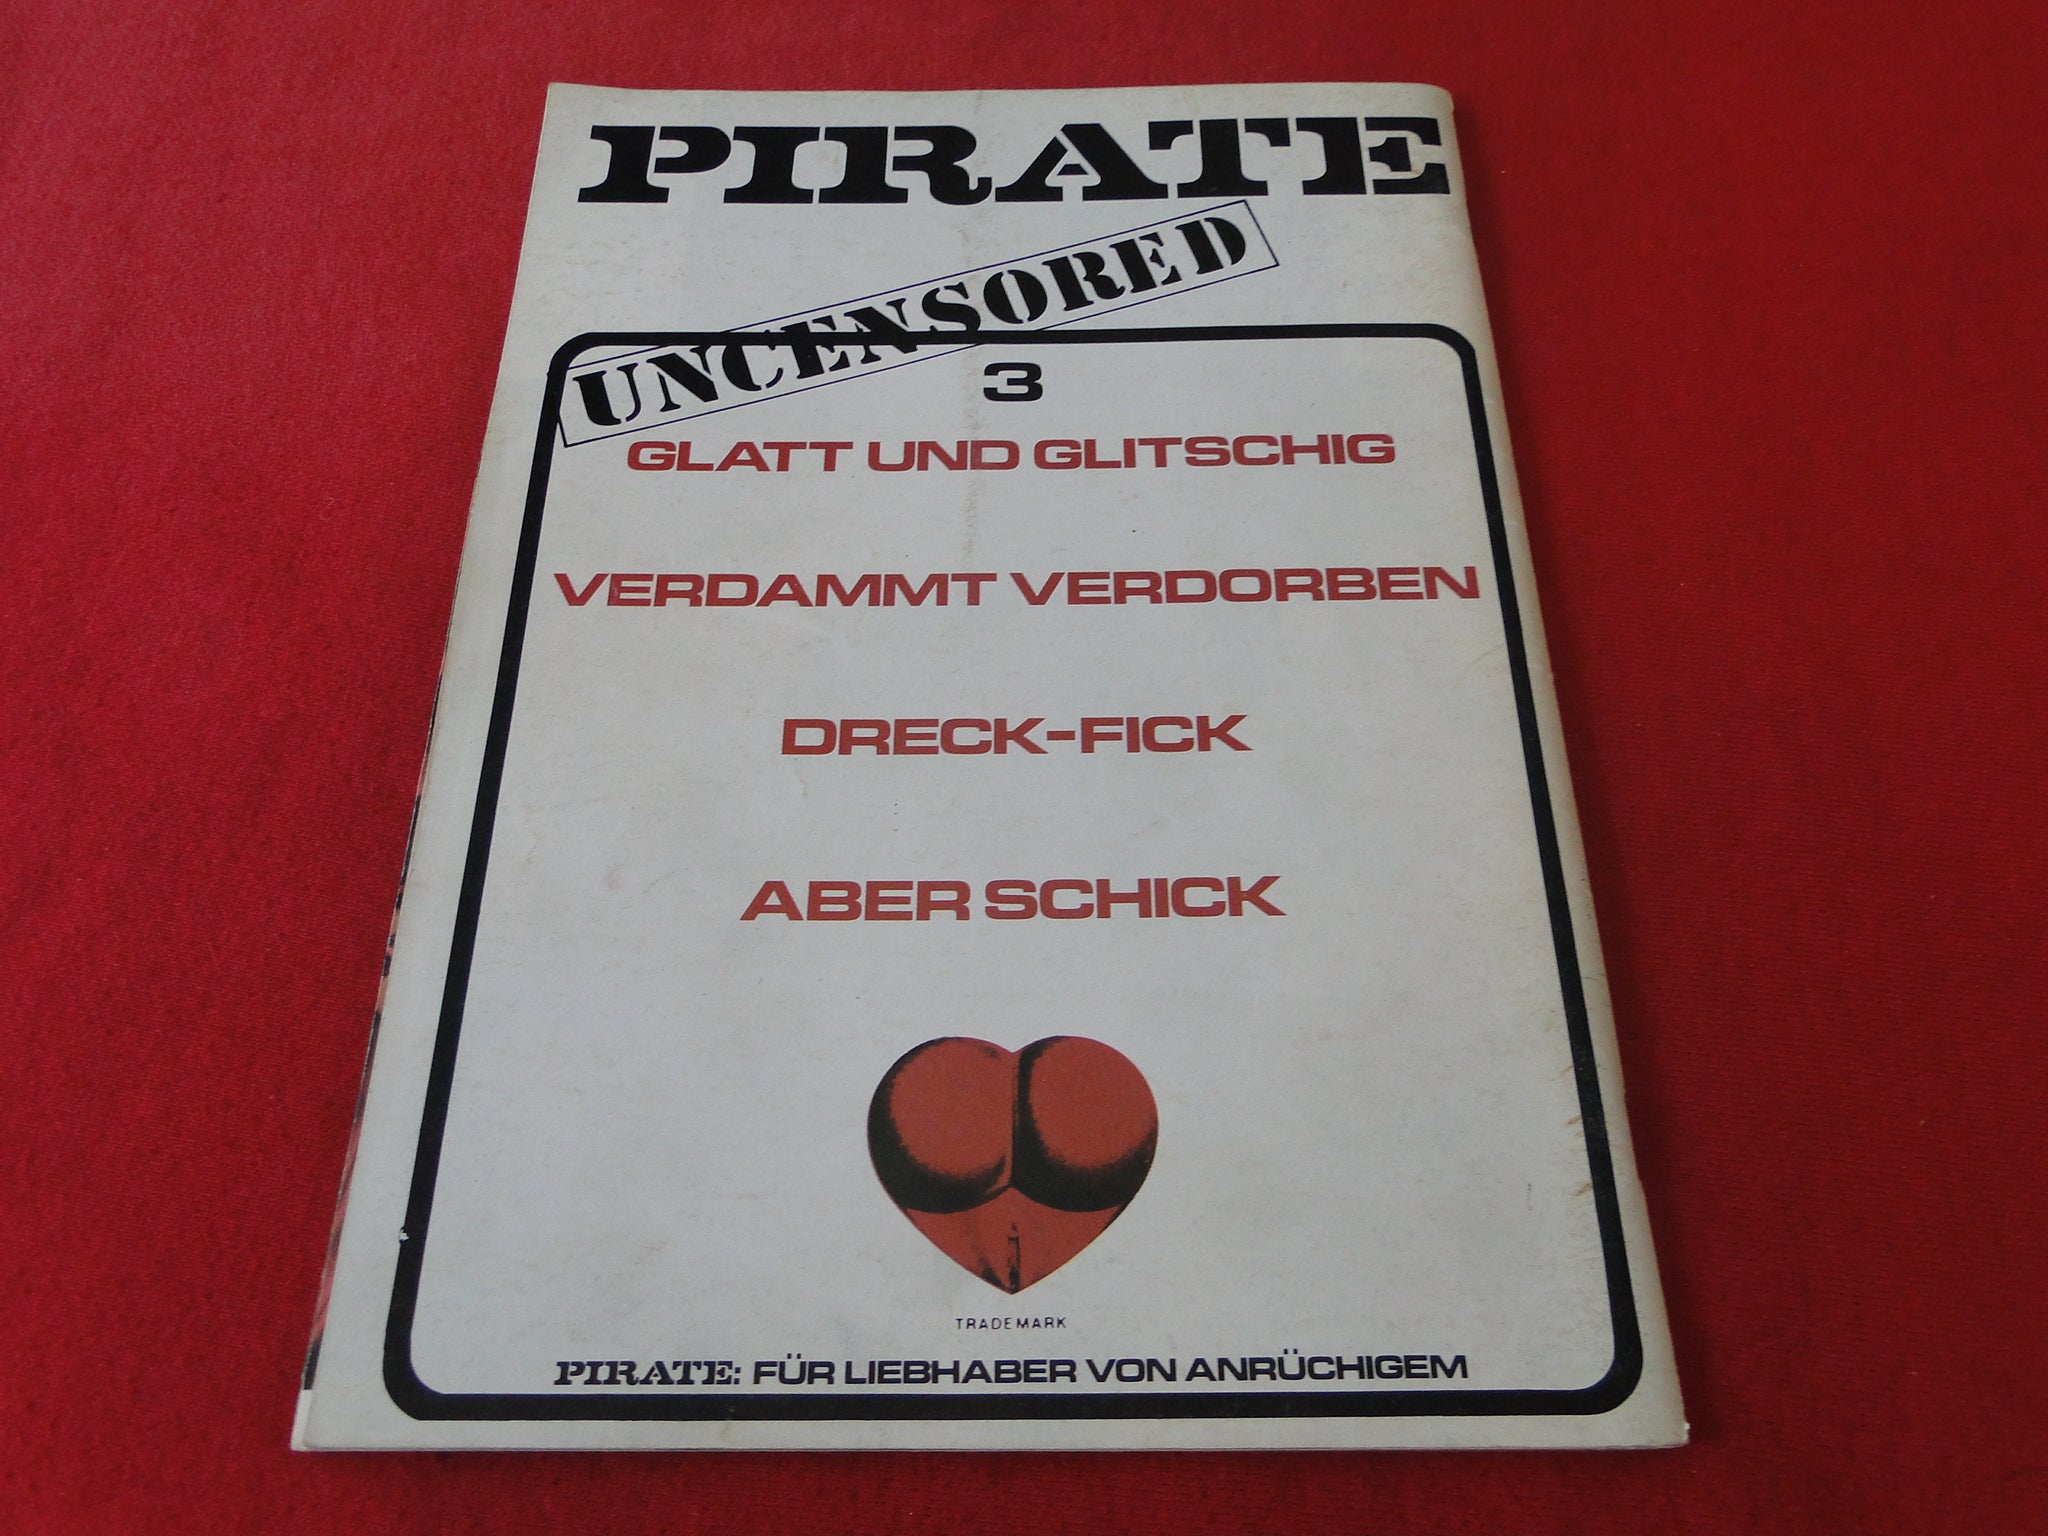 PIRATE
UNCENSORED
3
GLATT UND GLITSCHIG
VERDAMMT VERDORBEN
DRECK-FICK
ABER SCHICK
TRADEMARK
PIRATE: FÜR LIEBHABER VON ANRÜCHIGEM